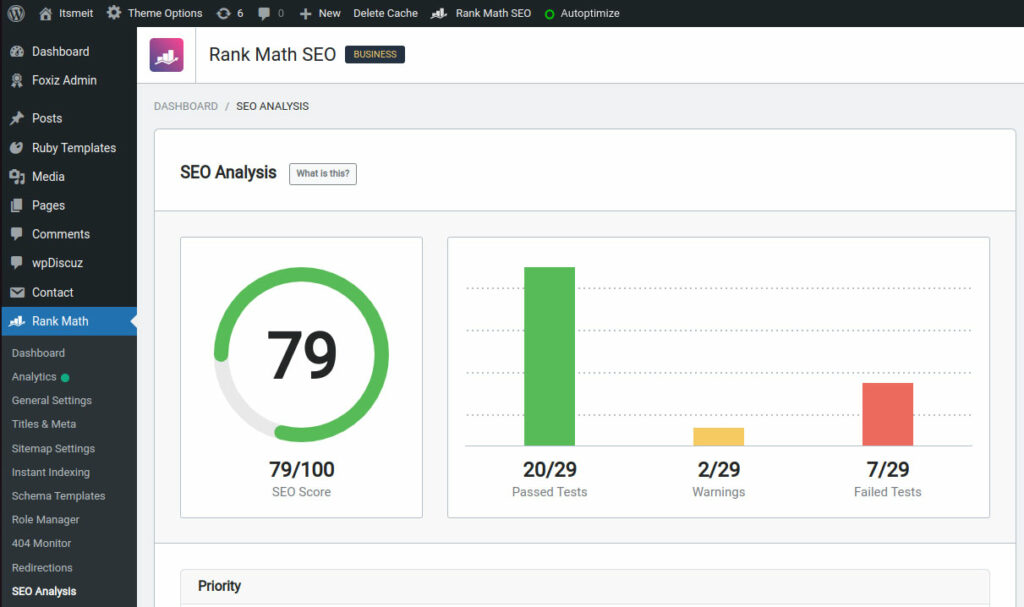 Itsmeit Theme Options 6 0 New Delete Cache Rank Math SEO Autoptimize
Dashboard
Foxiz Admin
Posts
Ruby Templates
Media
Pages
Comments
wpDiscuz
Contact
Rank Math
Dashboard
Analytics
General Settings
Titles & Meta
Sitemap Settings
Instant Indexing
Schema Templates
Role Manager
404 Monitor
Redirections
SEO Analysis
Rank Math SEO BUSINESS
DASHBOARD / SEO ANALYSIS
SEO Analysis What is this?
79
79/100
SEO Score
20/29
Passed Tests
2/29
Warnings
7/29
Failed Tests
Priority